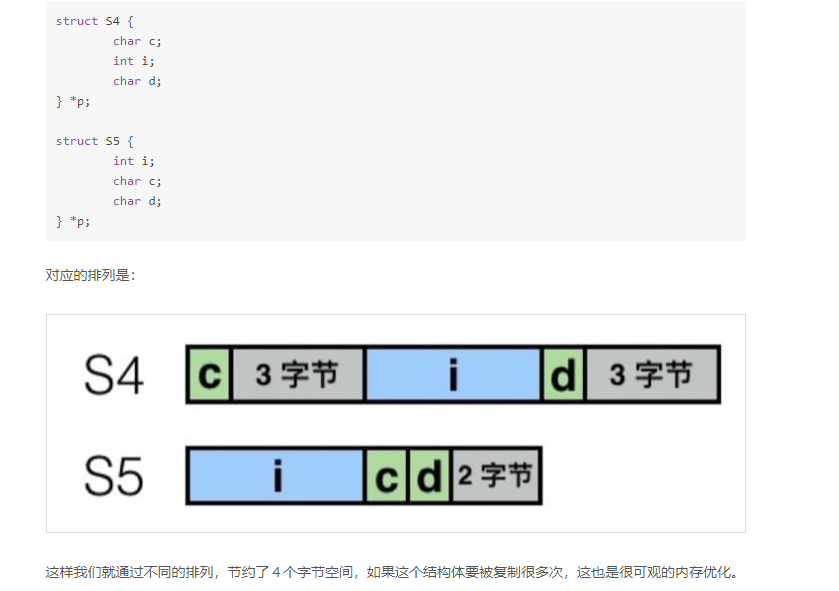 struct S4 {
char c;
int i;
char d;
} *p;
struct S5 {
int i;
char c;
char d;
} *p;
对应的排列是：
S4 c 3 字节 i d 3 字节
S5 i c d 2 字节
这样我们就通过不同的排列，节约了 4 个字节空间，如果这个结构体要被复制很多次，这也是很可观的内存优化。